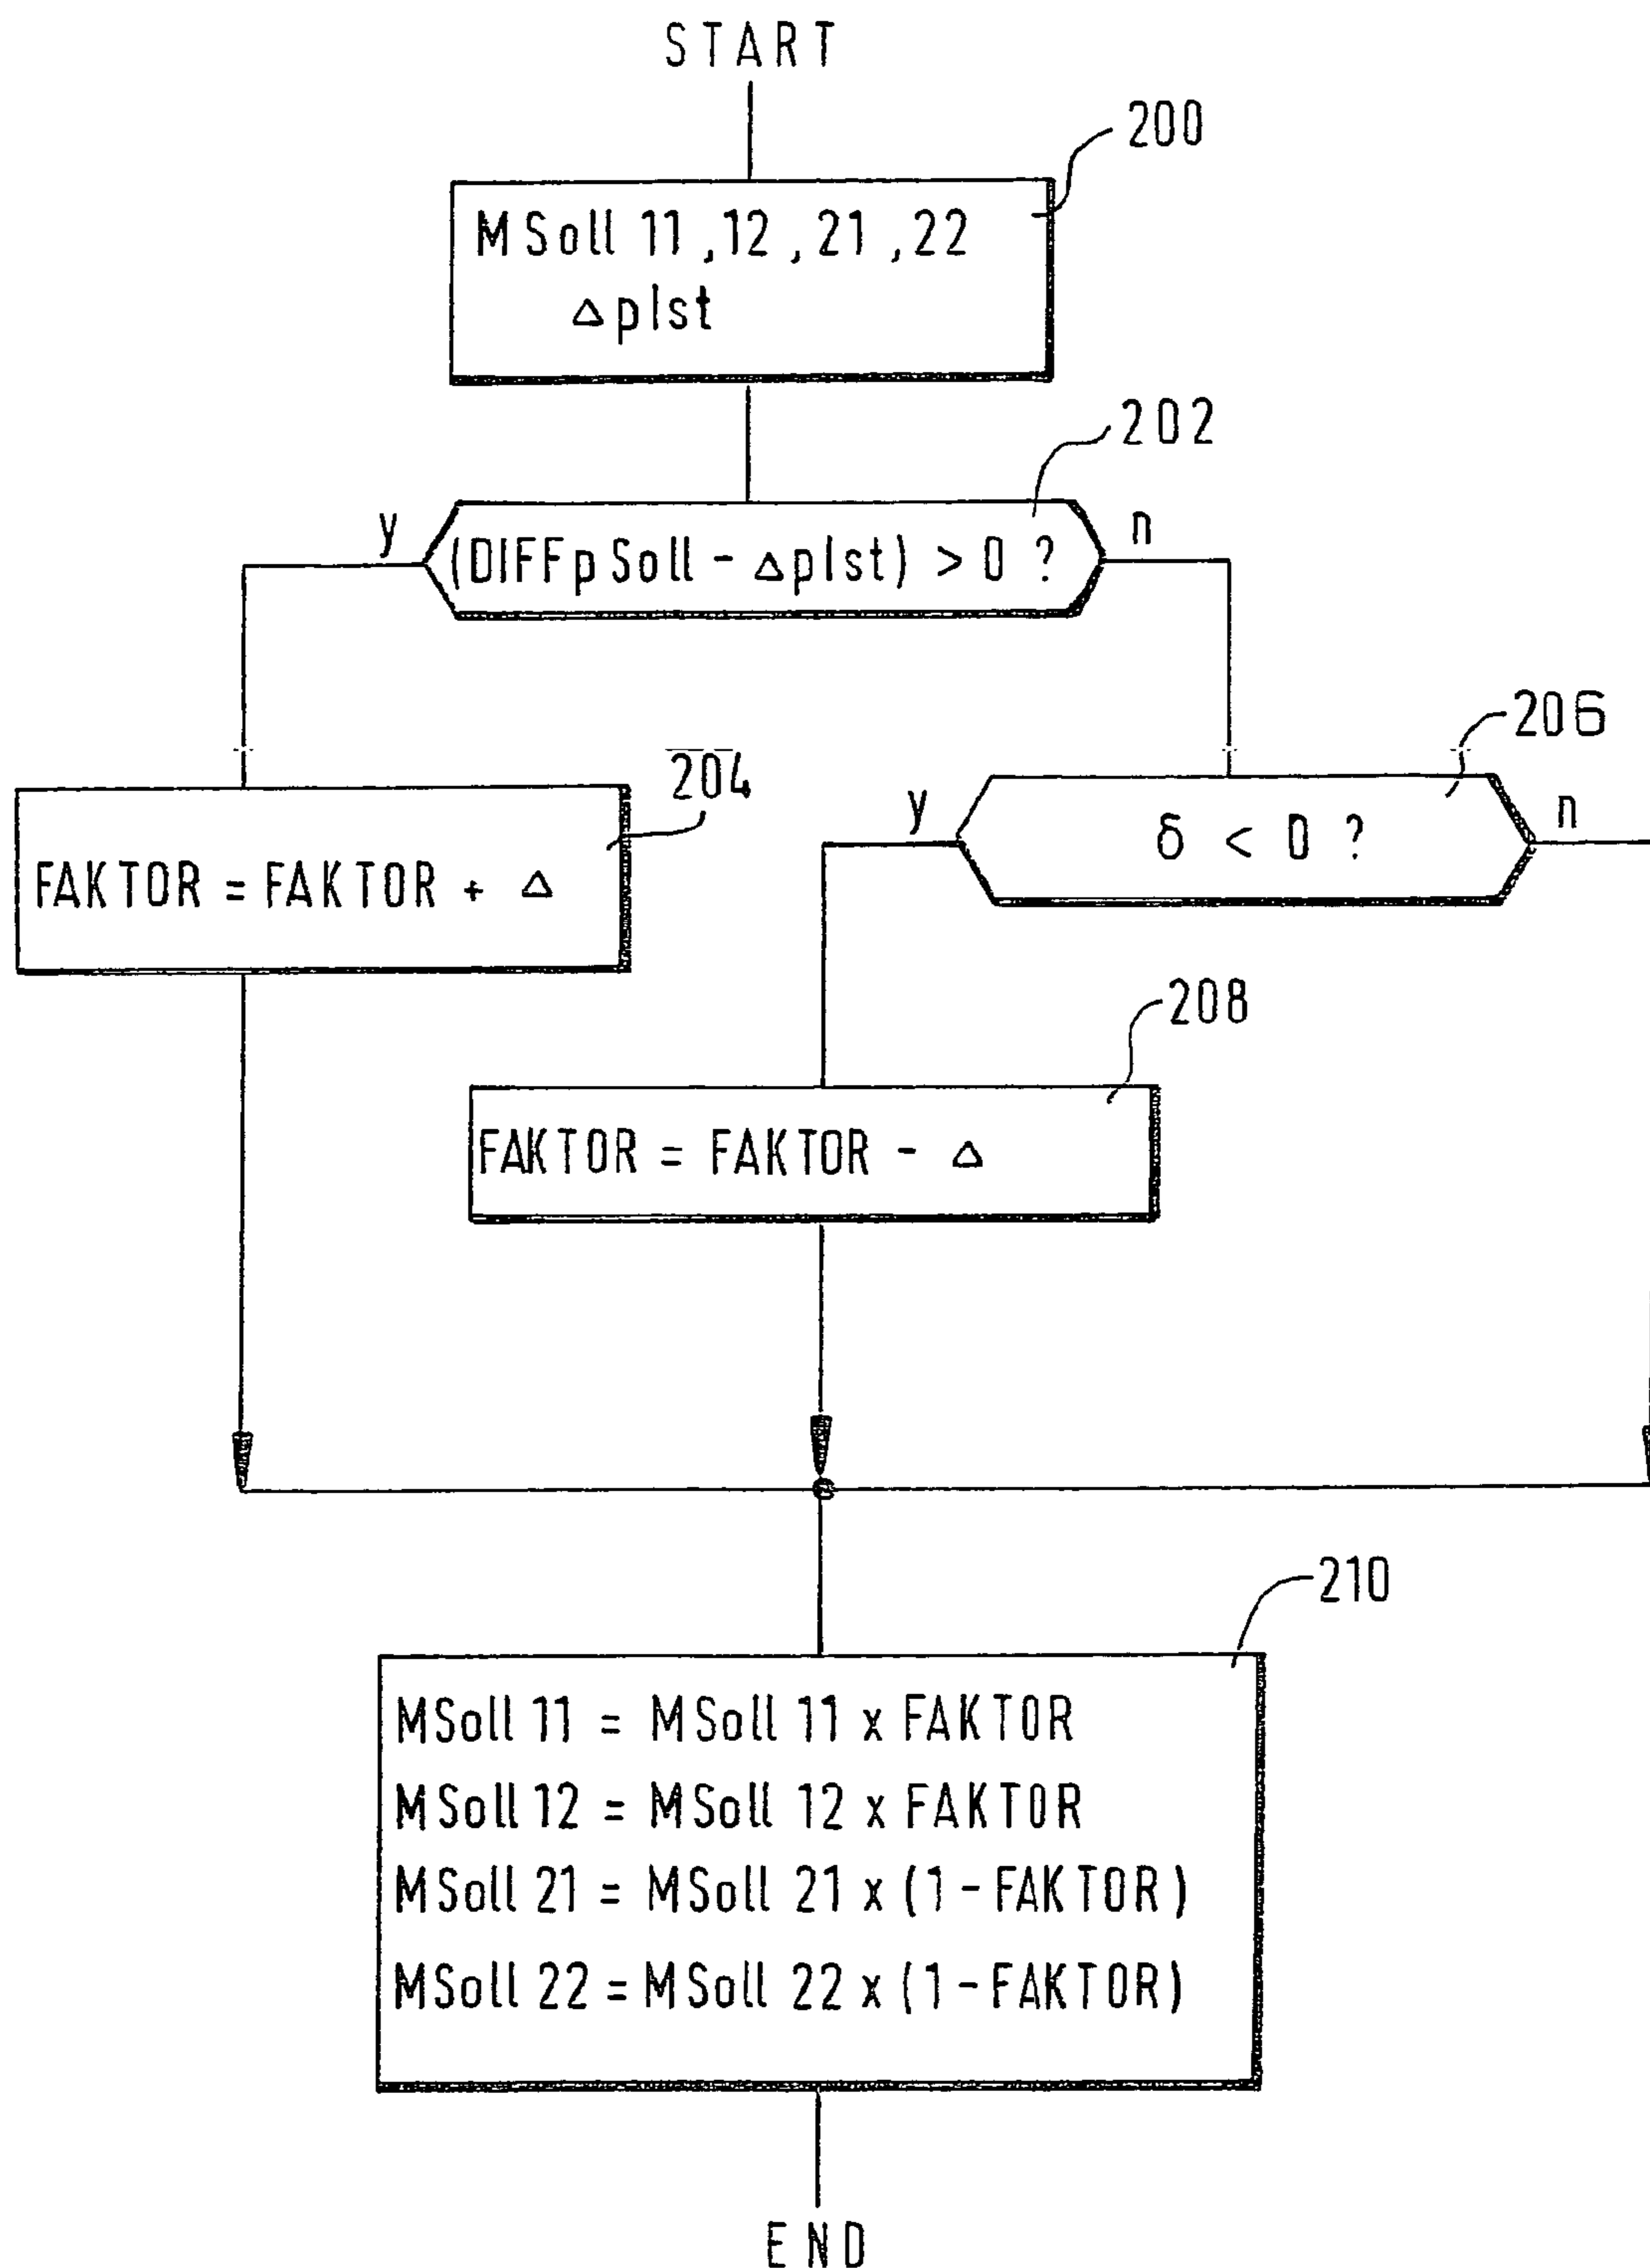 START
200
MSoll 11 ,12 ,21 ,22
ΔpIst
202
y
(DIFFpSoll - ΔpIst) > 0 ?
n
206
204
y
δ < 0 ?
n
FAKTOR = FAKTOR + Δ
208
FAKTOR = FAKTOR - Δ
210
MSoll 11 = MSoll 11 x FAKTOR
MSoll 12 = MSoll 12 x FAKTOR
MSoll 21 = MSoll 21 x (1 - FAKTOR)
MSoll 22 = MSoll 22 x (1 - FAKTOR)
END